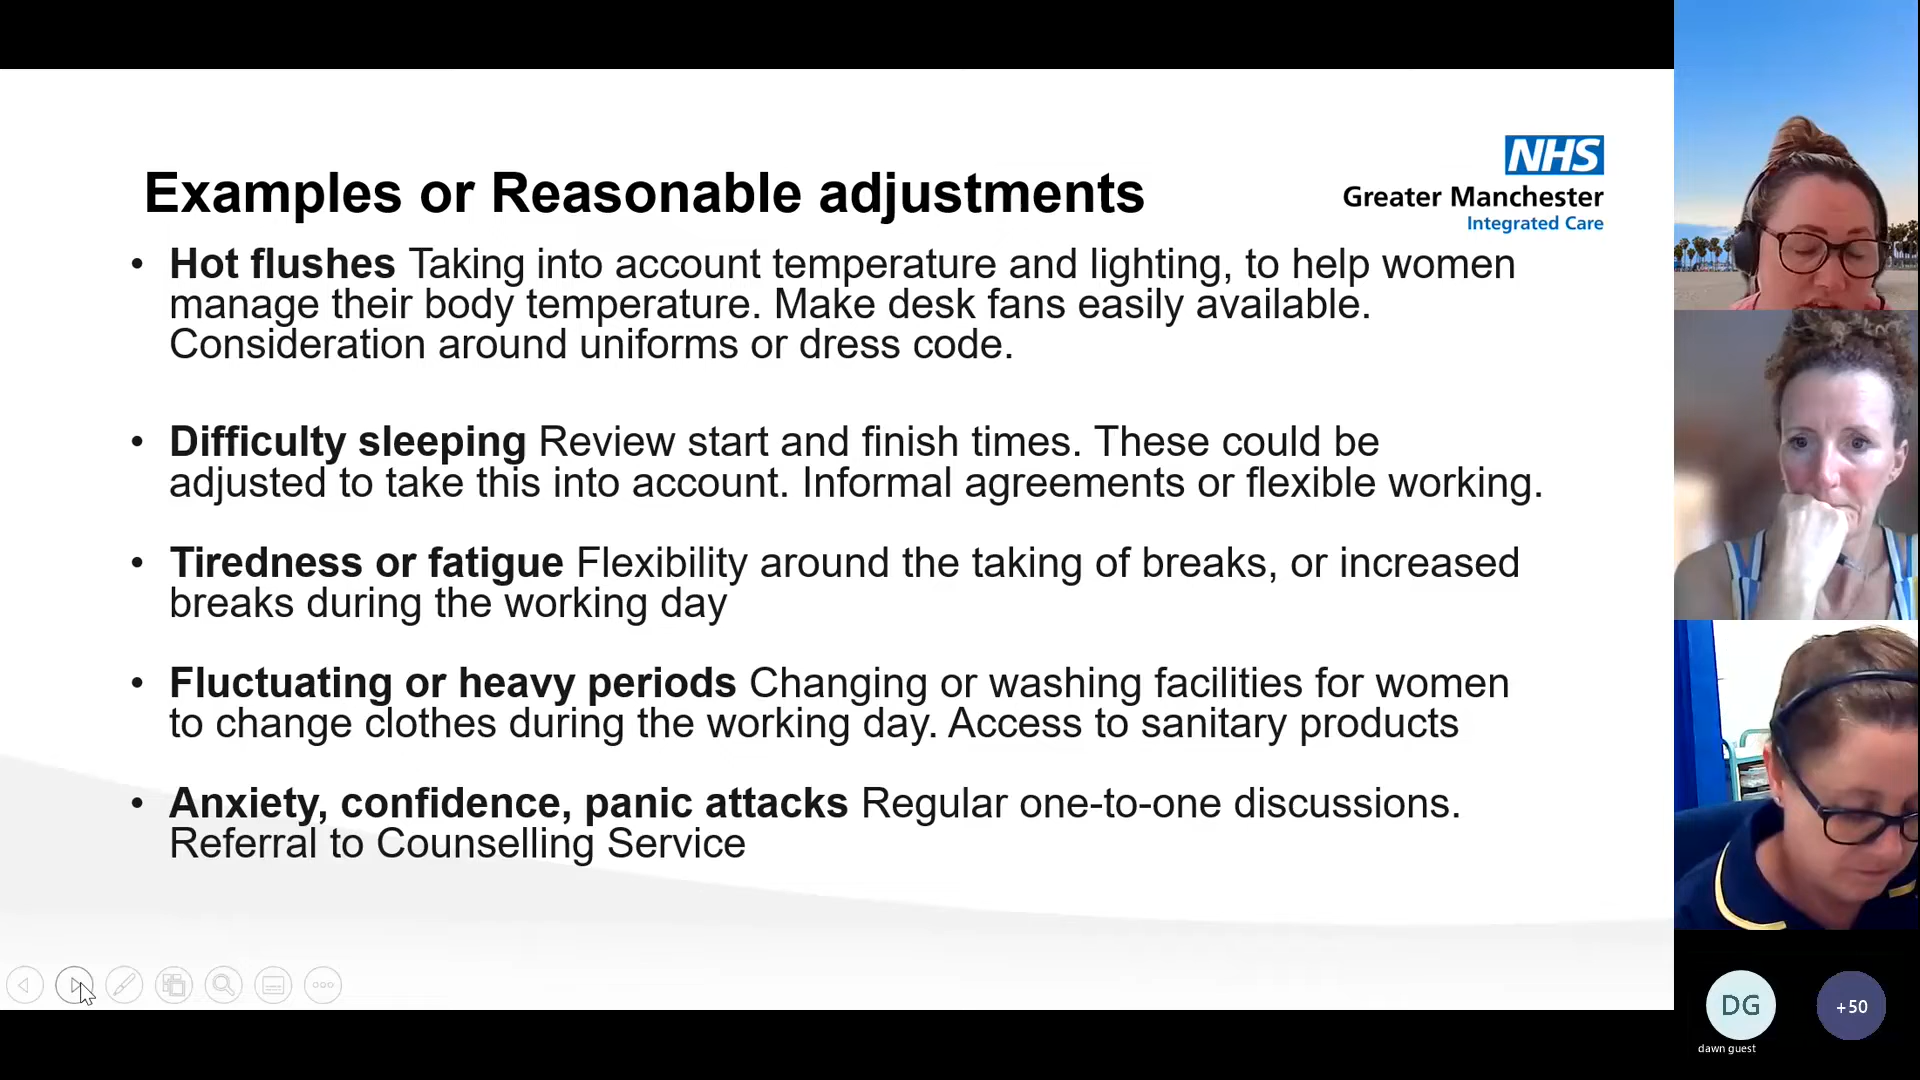 NHS
Greater Manchester
Integrated Care
Examples or Reasonable adjustments
• Hot flushes Taking into account temperature and lighting, to help women
manage their body temperature. Make desk fans easily available.
Consideration around uniforms or dress code.
• Difficulty sleeping Review start and finish times. These could be
adjusted to take this into account. Informal agreements or flexible working.
• Tiredness or fatigue Flexibility around the taking of breaks, or increased
breaks during the working day
• Fluctuating or heavy periods Changing or washing facilities for women
to change clothes during the working day. Access to sanitary products
• Anxiety, confidence, panic attacks Regular one-to-one discussions.
Referral to Counselling Service
DG
+50
dawn guest